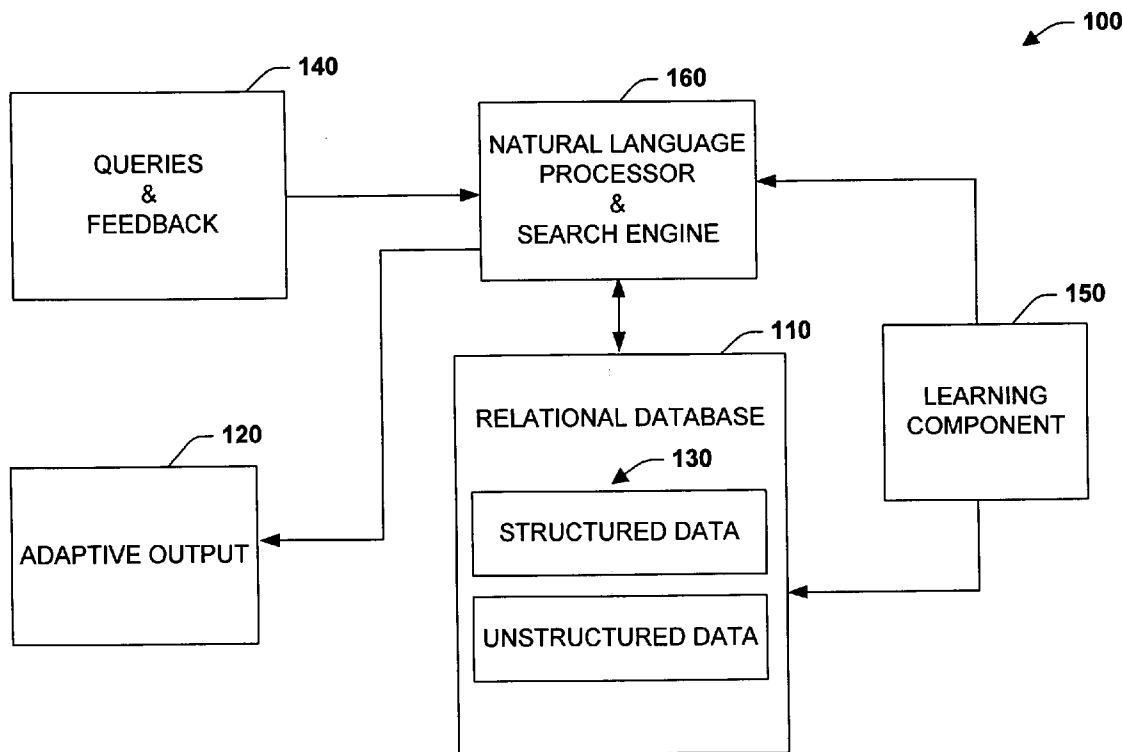 100
140
QUERIES
&
FEEDBACK
160
NATURAL LANGUAGE
PROCESSOR
&
SEARCH ENGINE
150
LEARNING
COMPONENT
110
RELATIONAL DATABASE
130
STRUCTURED DATA
UNSTRUCTURED DATA
120
ADAPTIVE OUTPUT